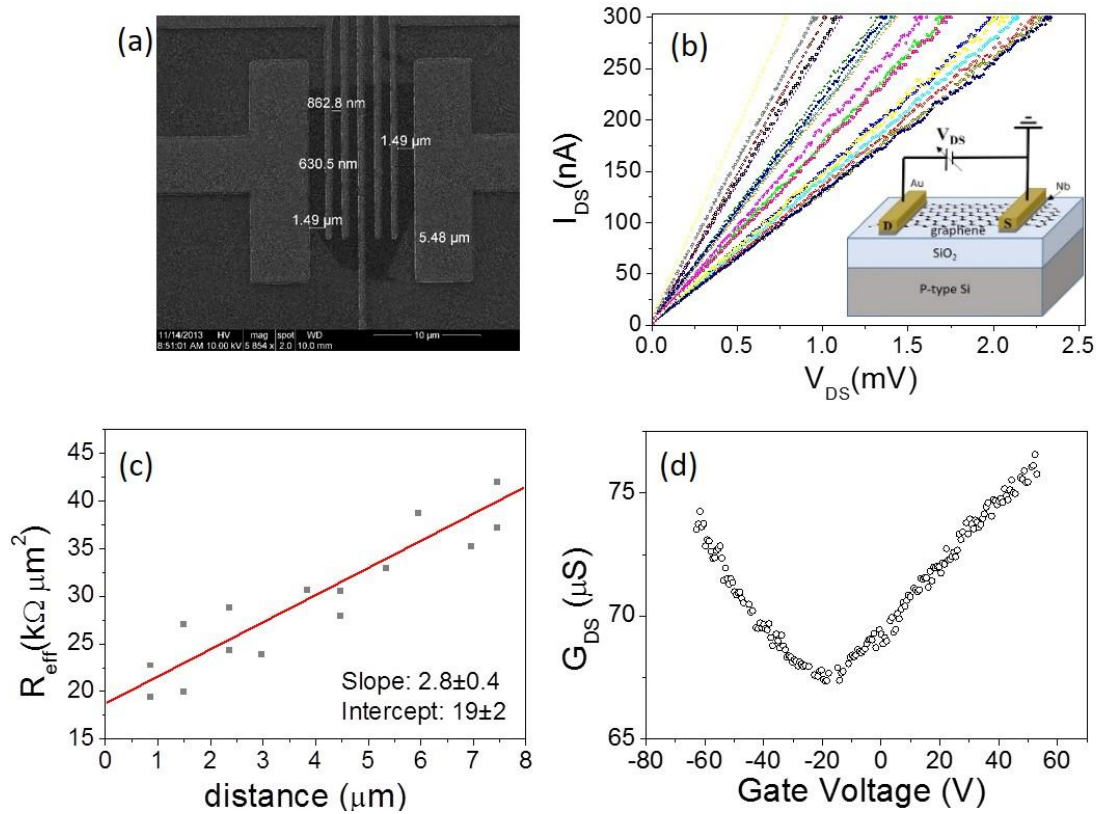 (a)
862.8 nm
1.49 µm
630.5 nm
1.49 µm
5.48 µm
11/14/2013 HV mag spot WD
8:51:01 AM 10.00 kV 5 854 x 2.0 10.0 mm
10 µm
(b)
300
250
200
150
100
50
0
I_DS(nA)
0.0 0.5 1.0 1.5 2.0 2.5
V_DS(mV)
V_DS
Au
Nb
D
S
graphene
SiO₂
P-type Si
(c)
45
40
35
30
25
20
15
R_eff(kΩ µm²)
Slope: 2.8±0.4
Intercept: 19±2
0 1 2 3 4 5 6 7 8
distance (µm)
(d)
75
70
65
G_DS (µS)
-80 -60 -40 -20 0 20 40 60
Gate Voltage (V)